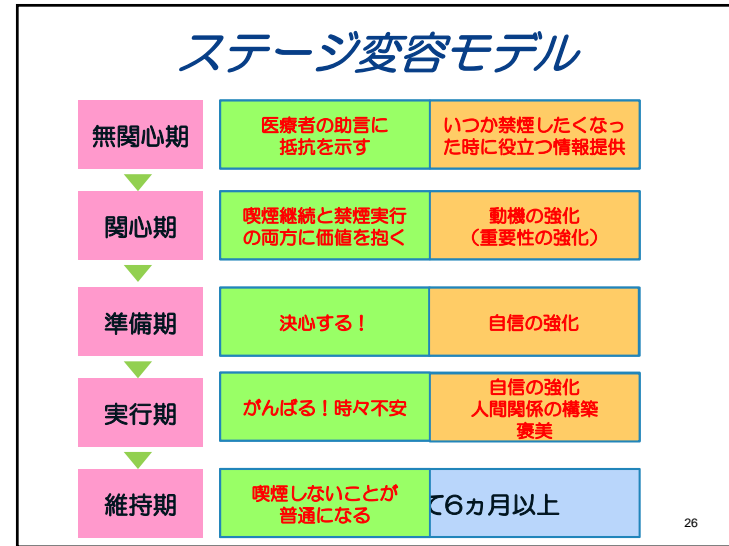 ステージ変容モデル
無関心期
医療者の助言に
抵抗を示す
いつか禁煙したくなっ
た時に役立つ情報提供
関心期
喫煙継続と禁煙実行
の両方に価値を抱く
動機の強化
(重要性の強化)
準備期
決心する!
自信の強化
実行期
がんばる!時々不安
自信の強化
人間関係の構築
褒美
維持期
喫煙しないことが
普通になる
て6ヵ月以上
26